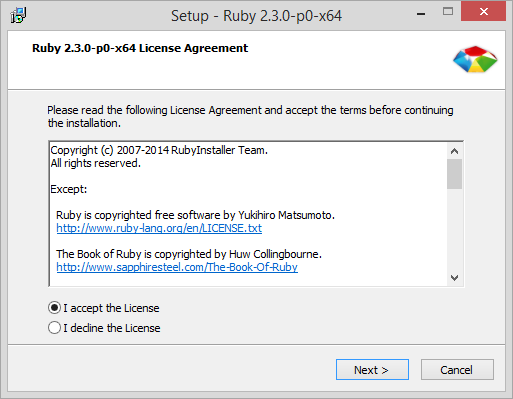 Setup - Ruby 2.3.0-p0-x64
Ruby 2.3.0-p0-x64 License Agreement
Please read the following License Agreement and accept the terms before continuing
the installation.
Copyright (c) 2007-2014 RubyInstaller Team.
All rights reserved.
Except:
Ruby is copyrighted free software by Yukihiro Matsumoto.
http://www.ruby-lang.org/en/LICENSE.txt
The Book of Ruby is copyrighted by Huw Collingbourne.
http://www.sapphiresteel.com/The-Book-Of-Ruby
I accept the License
I decline the License
Next >
Cancel